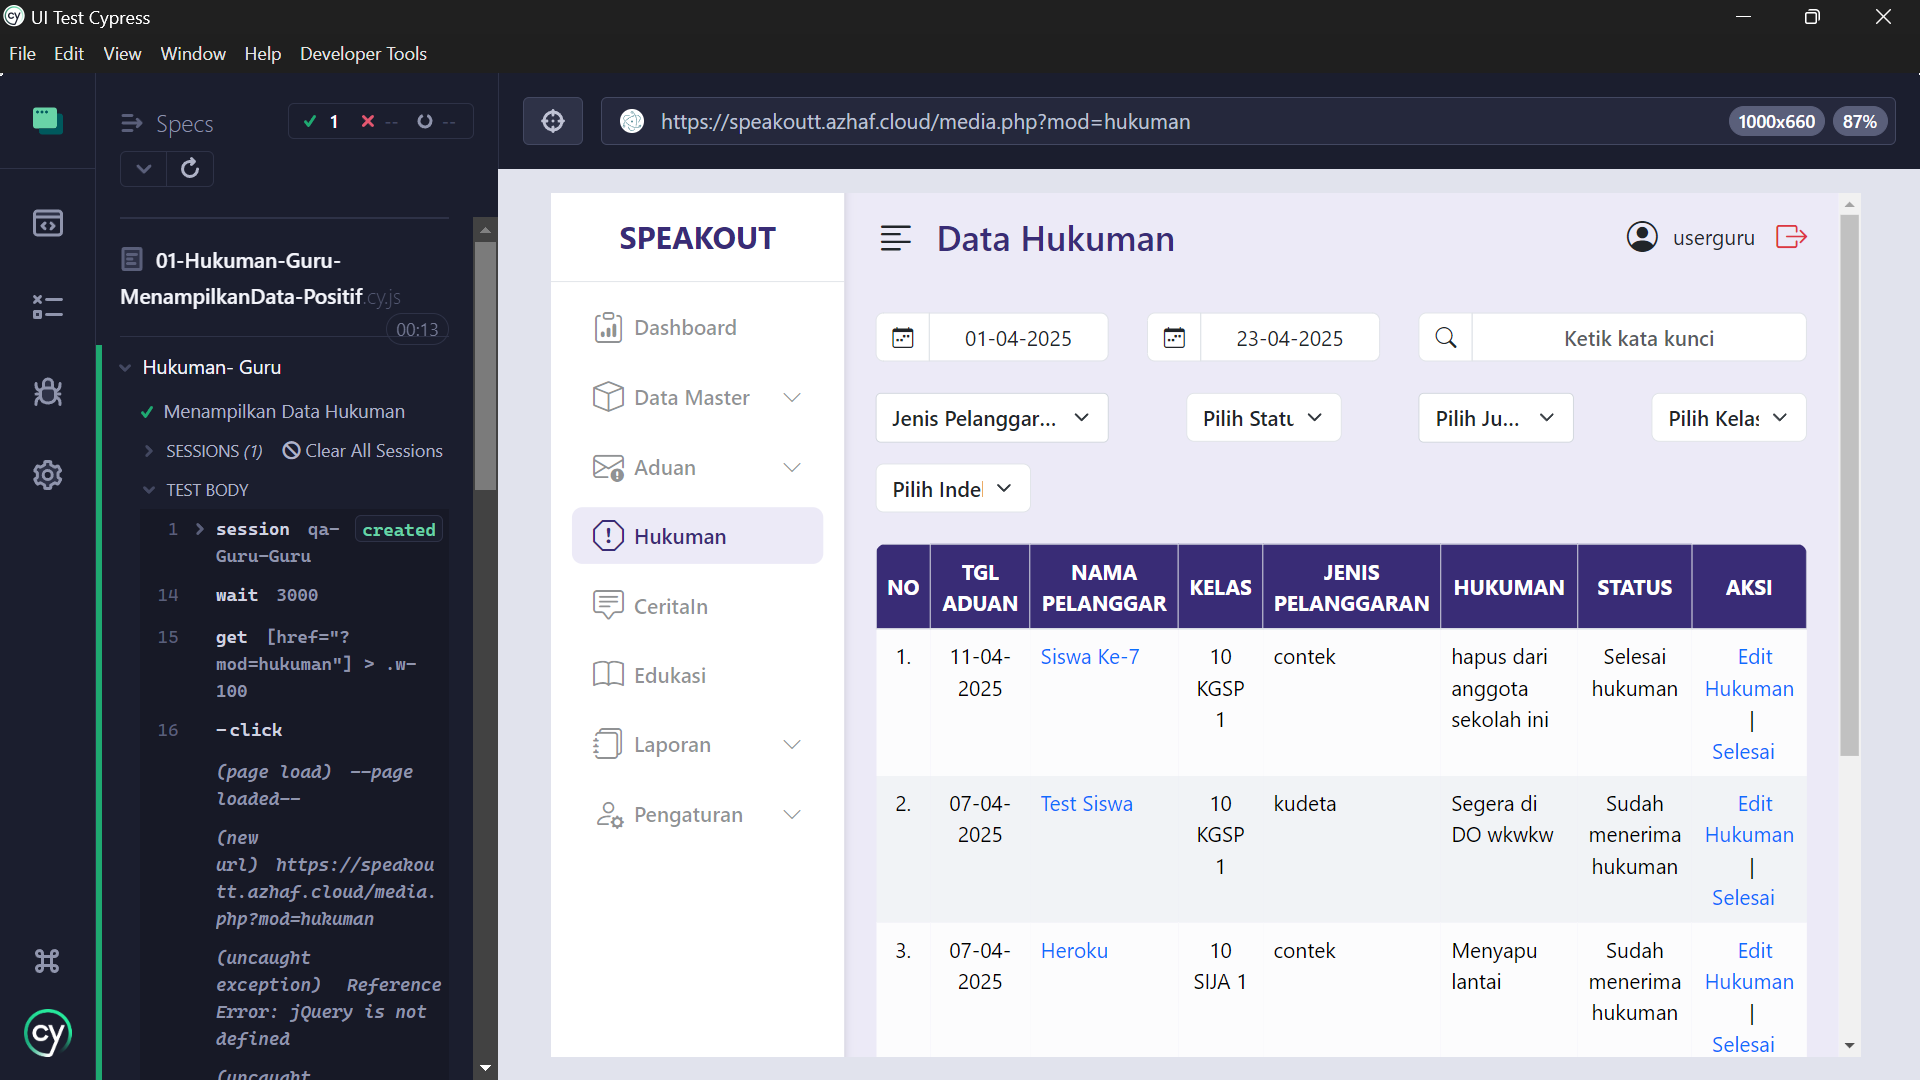 UI Test Cypress
File Edit View Window Help Developer Tools
Specs
1 -- --
01-Hukuman-Guru-
MenampilkanData-Positif.cy.js
00:13
Hukuman- Guru
Menampilkan Data Hukuman
SESSIONS (1) Clear All Sessions
TEST BODY
1 session qa- created
Guru-Guru
14 wait 3000
15 get [href="?
mod=hukuman"] > .w-
100
16 -click
(page load) --page
loaded--
(new
url) https://speakou
tt.azhaf.cloud/media.
php?mod=hukuman
(uncaught
exception) Reference
Error: jQuery is not
defined
(uncaught
cy
https://speakoutt.azhaf.cloud/media.php?mod=hukuman
1000x660 87%
SPEAKOUT
Dashboard
Data Master
Aduan
Hukuman
CeritaIn
Edukasi
Laporan
Pengaturan
Data Hukuman
userguru
01-04-2025
23-04-2025
Ketik kata kunci
Jenis Pelanggar...
Pilih Statu
Pilih Ju...
Pilih Kelas
Pilih Indek
NO TGL ADUAN NAMA PELANGGAR KELAS JENIS PELANGGARAN HUKUMAN STATUS AKSI
1. 11-04- Siswa Ke-7 10 contek hapus dari Selesai Edit
2025 KGSP anggota hukuman Hukuman
1 sekolah ini |
Selesai
2. 07-04- Test Siswa 10 kudeta Segera di Sudah Edit
2025 KGSP DO wkwkw menerima Hukuman
1 hukuman |
Selesai
3. 07-04- Heroku 10 contek Menyapu Sudah Edit
2025 SIJA 1 lantai menerima Hukuman
hukuman |
Selesai